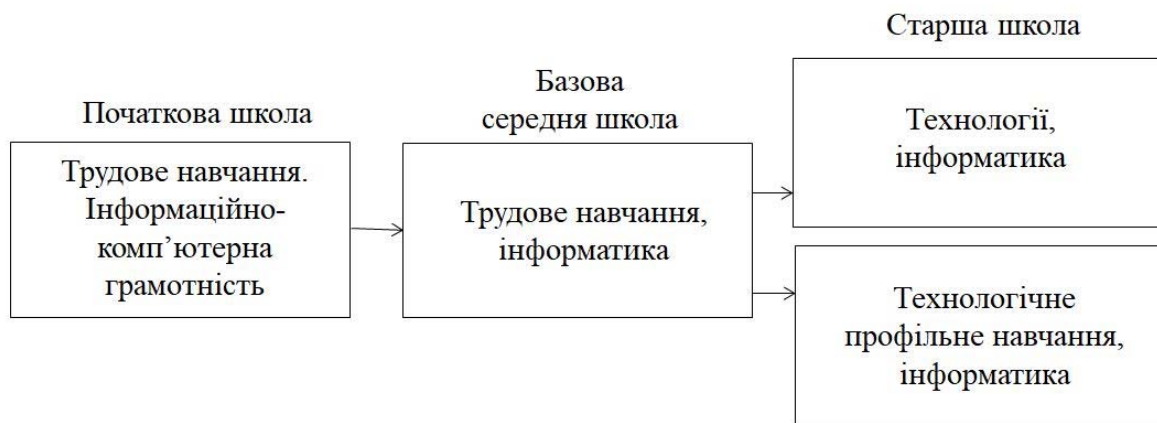 Початкова школа
Трудове навчання.
Інформаційно-
комп’ютерна
грамотність
Базова
середня школа
Трудове навчання,
інформатика
Старша школа
Технології,
інформатика
Технологічне
профільне навчання,
інформатика